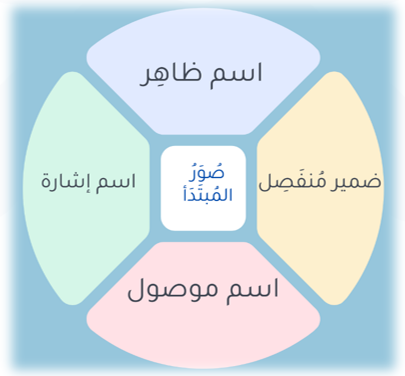 اسم ظاهِر
ضمير مُنفَصِل
صُوَرُ
المُبتَدَأ
اسم إشارة
اسم موصول